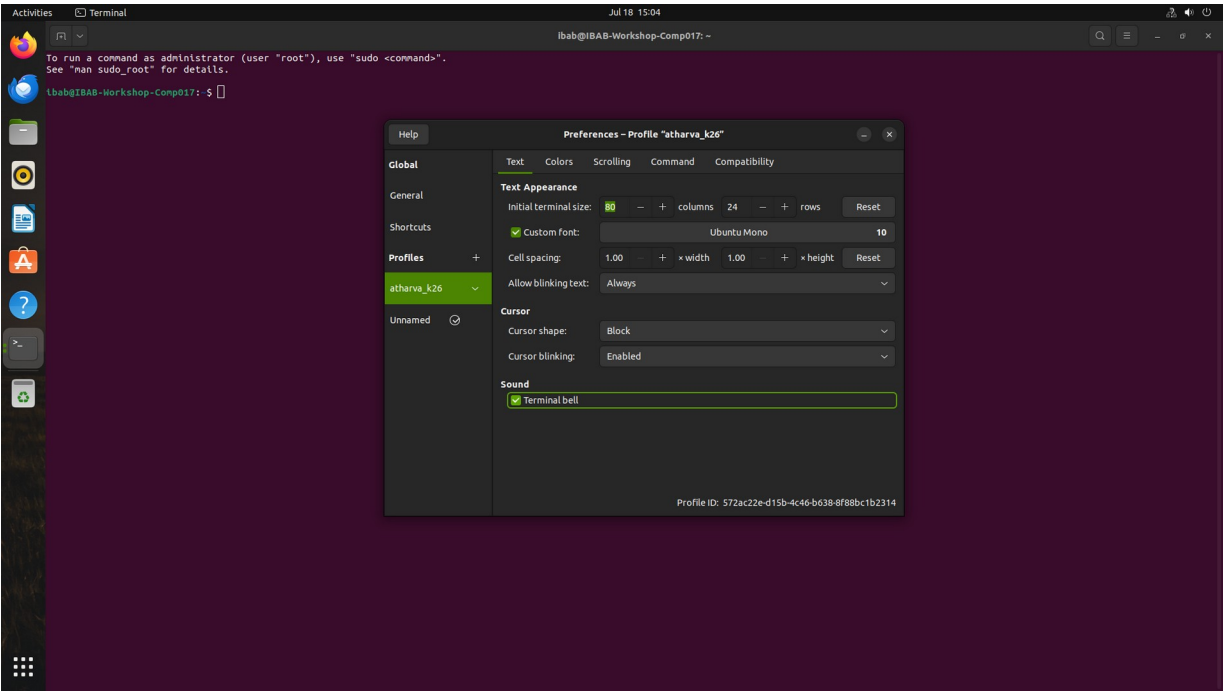 Activities Terminal Jul 18 15:04
ibab@IBAB-Workshop-Comp017: ~
To run a command as administrator (user "root"), use "sudo <command>".
See "man sudo_root" for details.
ibab@IBAB-Workshop-Comp017:~$
Help Preferences – Profile “atharva_k26”
Global
General
Shortcuts
Profiles
atharva_k26
Unnamed
Text Colors Scrolling Command Compatibility
Text Appearance
Initial terminal size: 80 − + columns 24 − + rows Reset
Custom font: Ubuntu Mono 10
Cell spacing: 1.00 − + × width 1.00 − + × height Reset
Allow blinking text: Always
Cursor
Cursor shape: Block
Cursor blinking: Enabled
Sound
Terminal bell
Profile ID: 572ac22e-d15b-4c46-b638-8f88bc1b2314